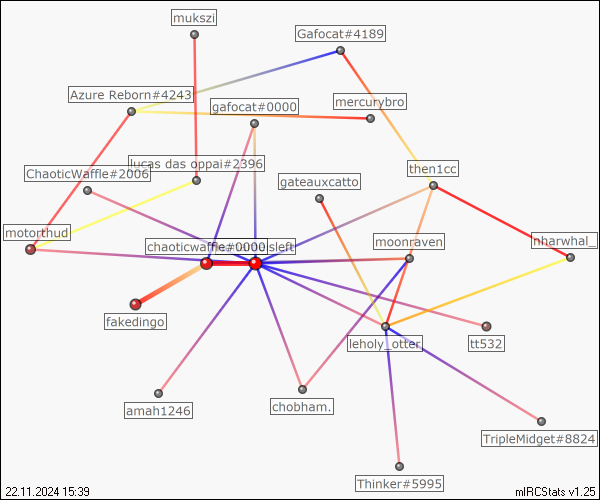 mukszi
Gafocat#4189
Azure Reborn#4243
gafocat#0000
mercurybro
lucas das oppai#2396
then1cc
ChaoticWaffle#2006
gateauxcatto
motorthud
moonraven
nharwhal_
chaoticwaffle#0000
isleft
fakedingo
leholy_otter
tt532
amah1246
chobham.
TripleMidget#8824
Thinker#5995
22.11.2024 15:39
mIRCStats v1.25